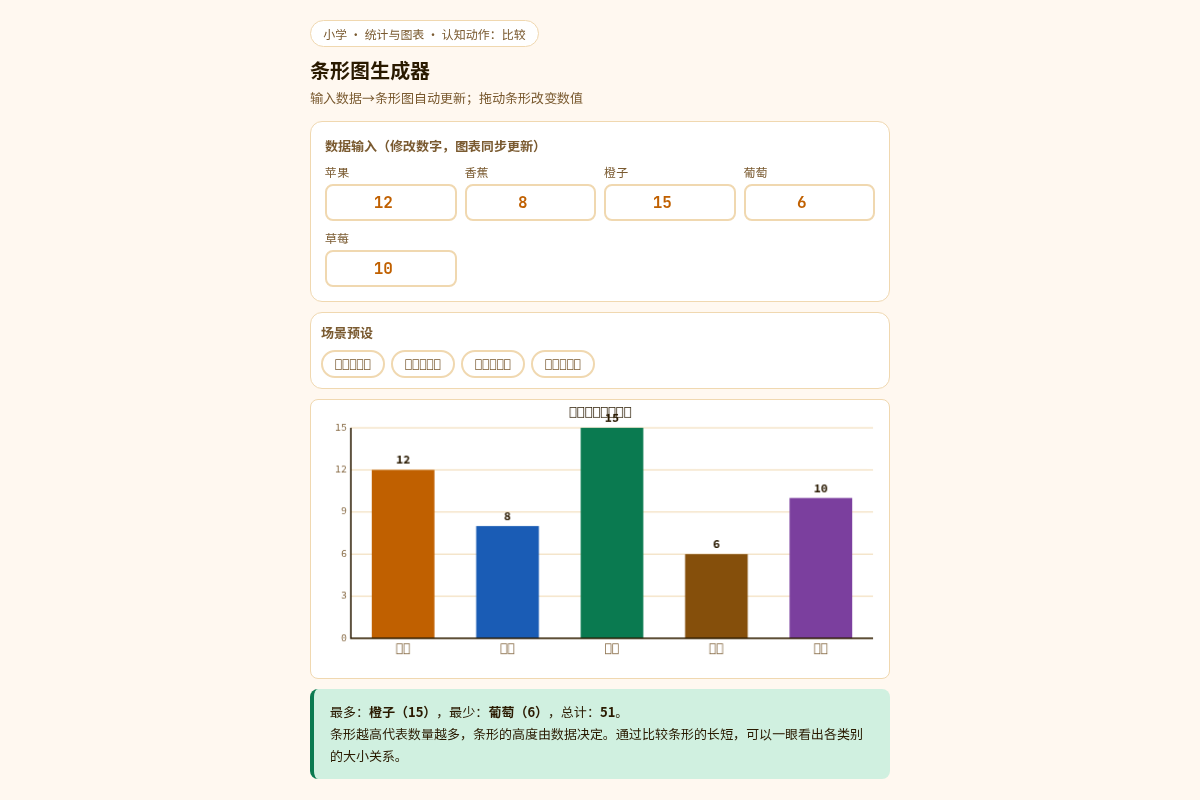 小学 · 统计与图表 · 认知动作：比较
条形图生成器
输入数据→条形图自动更新；拖动条形改变数值
数据输入（修改数字，图表同步更新）
苹果 香蕉 橙子 葡萄
12 8 15 6
草莓
10
场景预设
15
15
12
12
10
9
8
6
6
3
0
最多：橙子（15），最少：葡萄（6），总计：51。
条形越高代表数量越多，条形的高度由数据决定。通过比较条形的长短，可以一眼看出各类别
的大小关系。